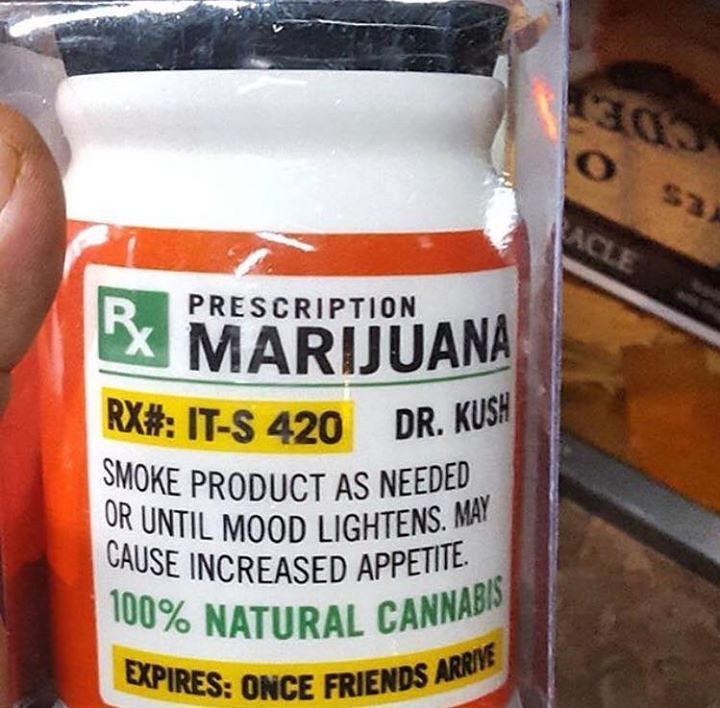 Rx
PRESCRIPTION
MARIJUANA
RX#: IT-S 420 DR. KUSH
SMOKE PRODUCT AS NEEDED
OR UNTIL MOOD LIGHTENS. MAY
CAUSE INCREASED APPETITE.
100% NATURAL CANNABIS
EXPIRES: ONCE FRIENDS ARRIVE
YES